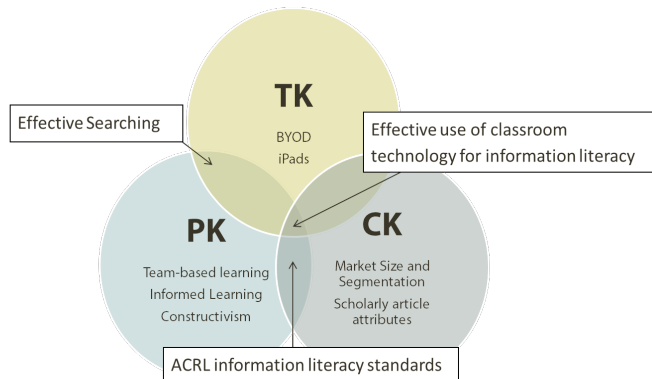 TK
BYOD
iPads
Effective Searching
Effective use of classroom
technology for information literacy
PK
Team-based learning
Informed Learning
Constructivism
CK
Market Size and
Segmentation
Scholarly article
attributes
ACRL information literacy standards